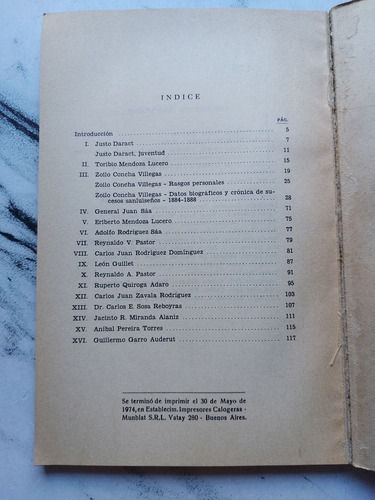 INDICE
PÁG.
Introducción 5
I. Justo Daract 7
Justo Daract, juventud 11
II. Toribio Mendoza Lucero 15
III. Zoilo Concha Villegas 19
Zoilo Concha Villegas - Rasgos personales 25
Zoilo Concha Villegas - Datos biográficos y crónica de su-
cesos sanluiseños - 1884-1888 28
IV. General Juan Sáa 71
V. Eriberto Mendoza Lucero 75
VI. Adolfo Rodríguez Sáa 77
VII. Reynaldo V. Pastor 79
VIII. Carlos Juan Rodríguez Domínguez 81
IX. León Guillet 87
X. Reynaldo A. Pastor 91
XI. Ruperto Quiroga Adaro 95
XII. Carlos Juan Zavala Rodríguez 103
XIII. Dr. Carlos E. Sosa Reboyras 107
XIV. Jacinto R. Miranda Alaniz 111
XV. Aníbal Pereira Torres 115
XVI. Guillermo Garro Auderut 117
Se terminó de imprimir el 30 de Mayo de
1974, en Establecim. Impresores Calogeras -
Munblat S.R.L. Yatay 280 - Buenos Aires.